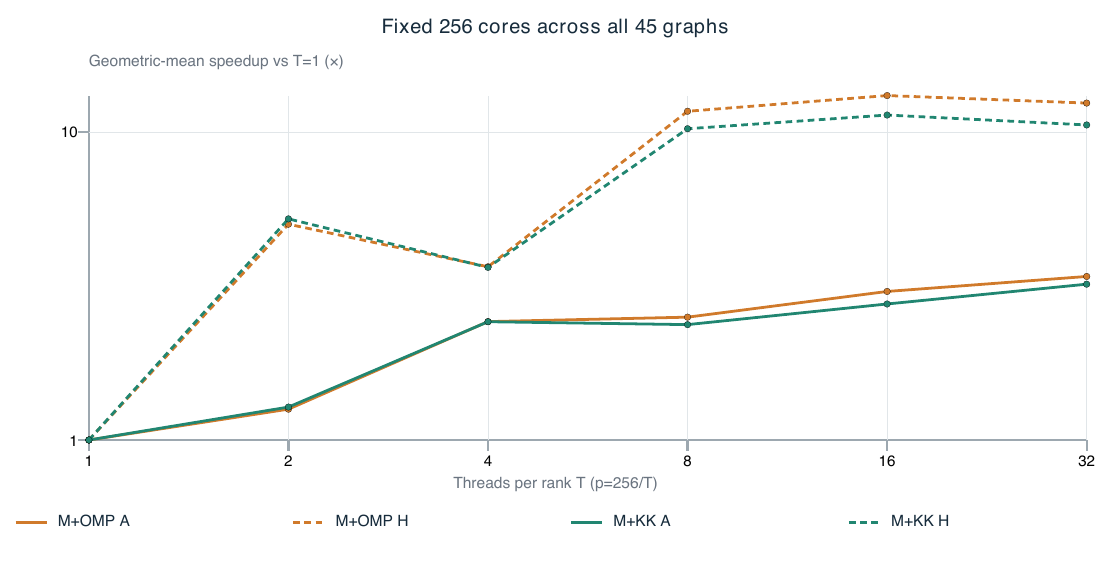 Fixed 256 cores across all 45 graphs
Geometric-mean speedup vs T=1 (×)
10
1
1 2 4 8 16 32
Threads per rank T (p=256/T)
M+OMP A M+OMP H M+KK A M+KK H